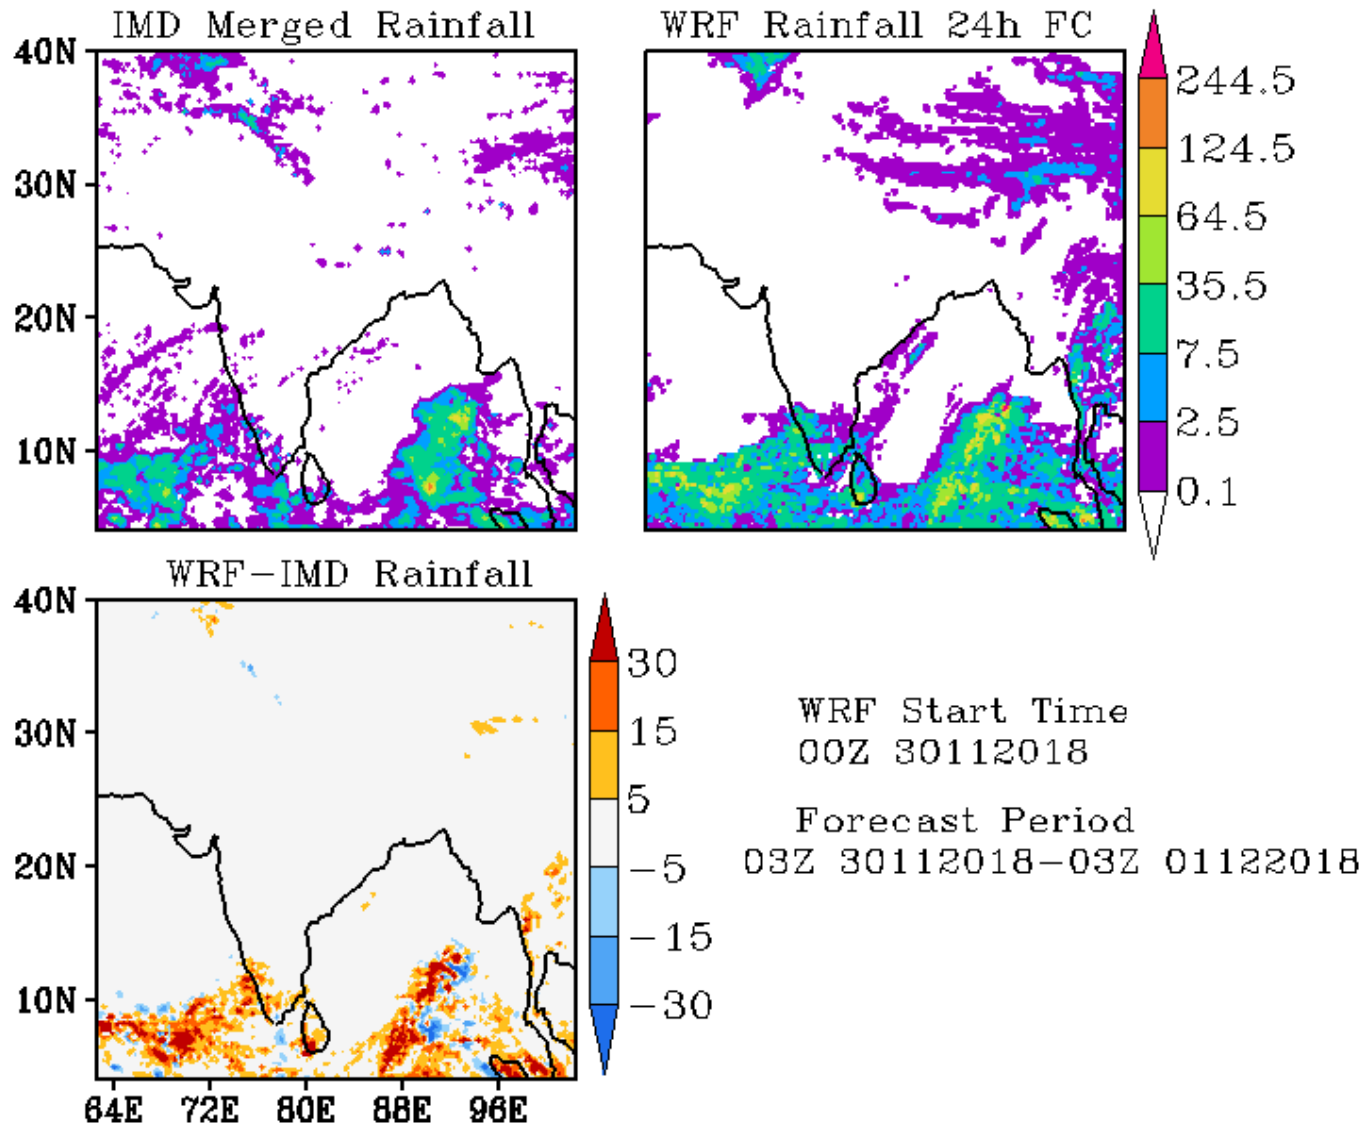 IMD Merged Rainfall
WRF Rainfall 24h FC
40N
30N
20N
10N
244.5
124.5
64.5
35.5
7.5
2.5
0.1
WRF-IMD Rainfall
40N
30N
20N
10N
64E 72E 80E 88E 96E
30
15
5
-5
-15
-30
WRF Start Time
00Z 30112018
Forecast Period
03Z 30112018-03Z 01122018